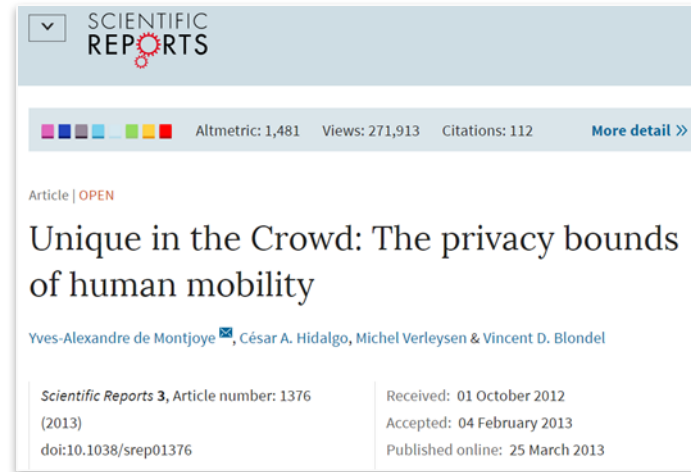 SCIENTIFIC
REPORTS
Altmetric: 1,481 Views: 271,913 Citations: 112 More detail »
Article | OPEN
Unique in the Crowd: The privacy bounds
of human mobility
Yves-Alexandre de Montjoye, César A. Hidalgo, Michel Verleysen & Vincent D. Blondel
Scientific Reports 3, Article number: 1376
(2013)
doi:10.1038/srep01376
Received: 01 October 2012
Accepted: 04 February 2013
Published online: 25 March 2013